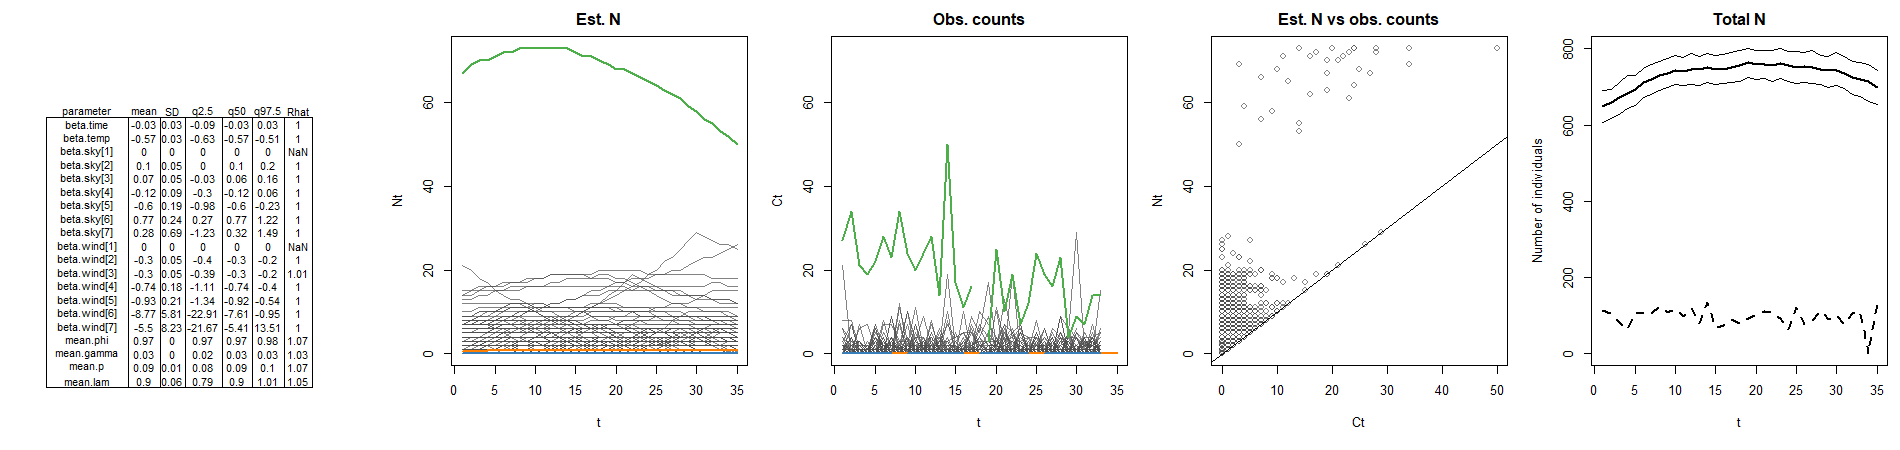 parameter mean SD q2.5 q50 q97.5 Rhat
beta.time -0.03 0.03 -0.09 -0.03 0.03 1
beta.temp -0.57 0.03 -0.63 -0.57 -0.51 1
beta.sky[1] 0 0 0 0 0 NaN
beta.sky[2] 0.1 0.05 0 0.1 0.2 1
beta.sky[3] 0.07 0.05 -0.03 0.06 0.16 1
beta.sky[4] -0.12 0.09 -0.3 -0.12 0.06 1
beta.sky[5] -0.6 0.19 -0.98 -0.6 -0.23 1
beta.sky[6] 0.77 0.24 0.27 0.77 1.22 1
beta.sky[7] 0.28 0.69 -1.23 0.32 1.49 1
beta.wind[1] 0 0 0 0 0 NaN
beta.wind[2] -0.3 0.05 -0.4 -0.3 -0.2 1
beta.wind[3] -0.3 0.05 -0.39 -0.3 -0.2 1.01
beta.wind[4] -0.74 0.18 -1.11 -0.74 -0.4 1
beta.wind[5] -0.93 0.21 -1.34 -0.92 -0.54 1
beta.wind[6] -8.77 5.81 -22.91 -7.61 -0.95 1
beta.wind[7] -5.5 8.23 -21.67 -5.41 13.51 1
mean.phi 0.97 0 0.97 0.97 0.98 1.07
mean.gamma 0.03 0 0.02 0.03 0.03 1.03
mean.p 0.09 0.01 0.08 0.09 0.1 1.07
mean.lam 0.9 0.06 0.79 0.9 1.01 1.05
Est. N
Nt
0 20 40 60
0 5 10 15 20 25 30 35
t
Obs. counts
Ct
0 20 40 60
0 5 10 15 20 25 30 35
t
Est. N vs obs. counts
Nt
0 20 40 60
0 10 20 30 40 50
Ct
Total N
Number of individuals
0 200 400 600 800
0 5 10 15 20 25 30 35
t